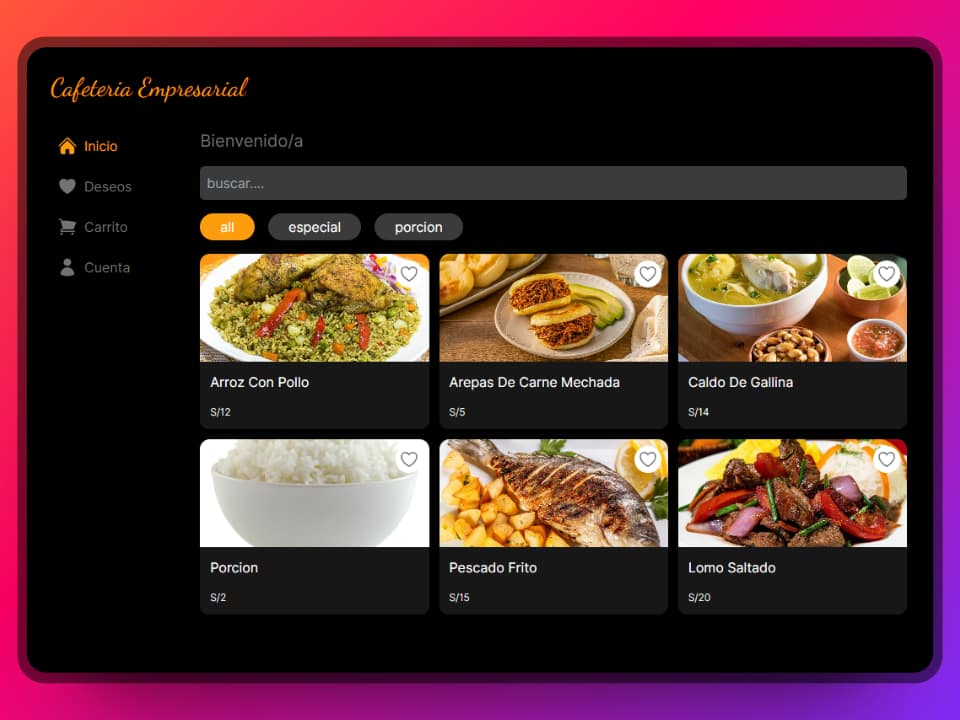 Cafeteria Empresarial
Inicio
Deseos
Carrito
Cuenta
Bienvenido/a
buscar....
all especial porcion
Arroz Con Pollo
S/12
Arepas De Carne Mechada
S/5
Caldo De Gallina
S/14
Porcion
S/2
Pescado Frito
S/15
Lomo Saltado
S/20